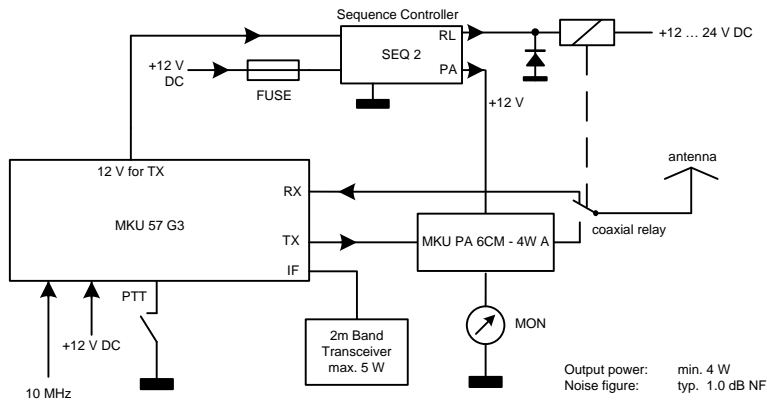 Sequence Controller
RL
+12 ... 24 V DC
SEQ 2
+12 V
DC
PA
FUSE
+12 V
12 V for TX
antenna
RX
MKU 57 G3
coaxial relay
TX
MKU PA 6CM - 4W A
IF
PTT
MON
+12 V DC
2m Band
Transceiver
max. 5 W
Output power: min. 4 W
Noise figure: typ. 1.0 dB NF
10 MHz